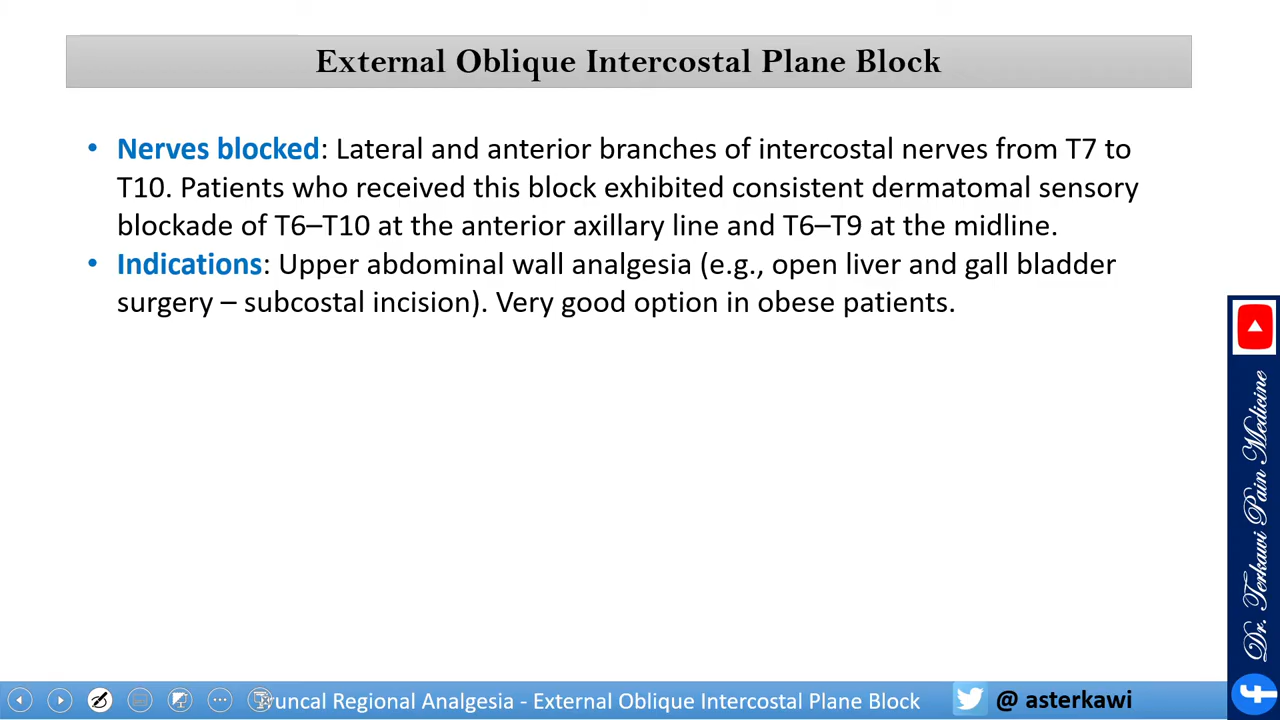 External Oblique Intercostal Plane Block
• Nerves blocked: Lateral and anterior branches of intercostal nerves from T7 to
T10. Patients who received this block exhibited consistent dermatomal sensory
blockade of T6–T10 at the anterior axillary line and T6–T9 at the midline.
• Indications: Upper abdominal wall analgesia (e.g., open liver and gall bladder
surgery – subcostal incision). Very good option in obese patients.
Dr. Terkawi Pain Medicine
Truncal Regional Analgesia - External Oblique Intercostal Plane Block
@ asterkawi